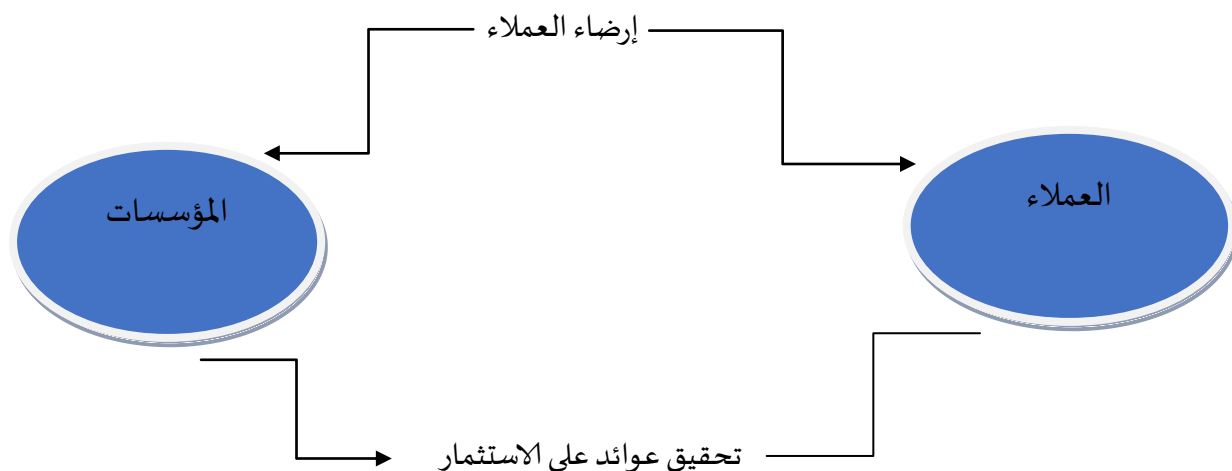 إرضاء العملاء
العملاء
المؤسسات
تحقيق عوائد على الاستثمار